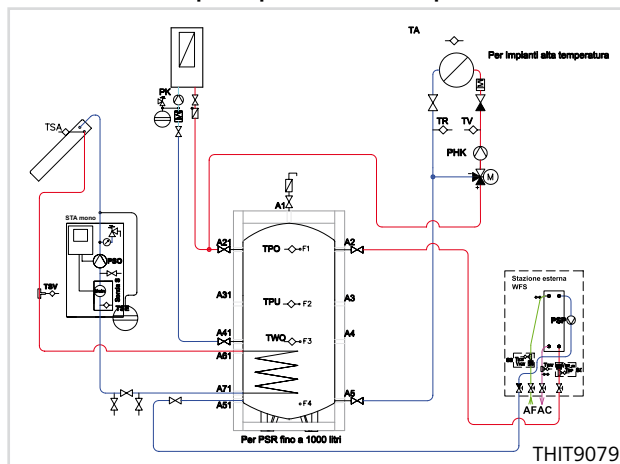 TA
Per impianti alta temperatura
PK
TSA
TR
TV
PHK
M
A1
STA mono
PSO
TSV
A21
TPO
F1
A2
A31
TPU
F2
A3
A41
TWO
F3
A4
A61
A71
A51
F4
A5
Per PSR fino a 1000 litri
Stazione esterna
WFS
PSP
AF
AC
THIT9079